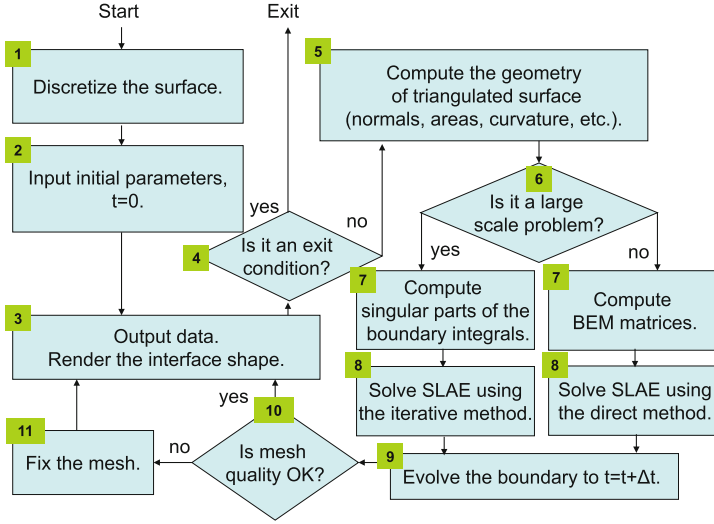 Start
Exit
1
Discretize the surface.
2
Input initial parameters,
t=0.
3
Output data.
Render the interface shape.
4
Is it an exit
condition?
yes
no
5
Compute the geometry
of triangulated surface
(normals, areas, curvature, etc.).
6
Is it a large
scale problem?
yes
no
7
Compute
singular parts of the
boundary integrals.
7
Compute
BEM matrices.
8
Solve SLAE using
the iterative method.
8
Solve SLAE using
the direct method.
9
Evolve the boundary to t=t+Δt.
10
Is mesh
quality OK?
yes
no
11
Fix the mesh.